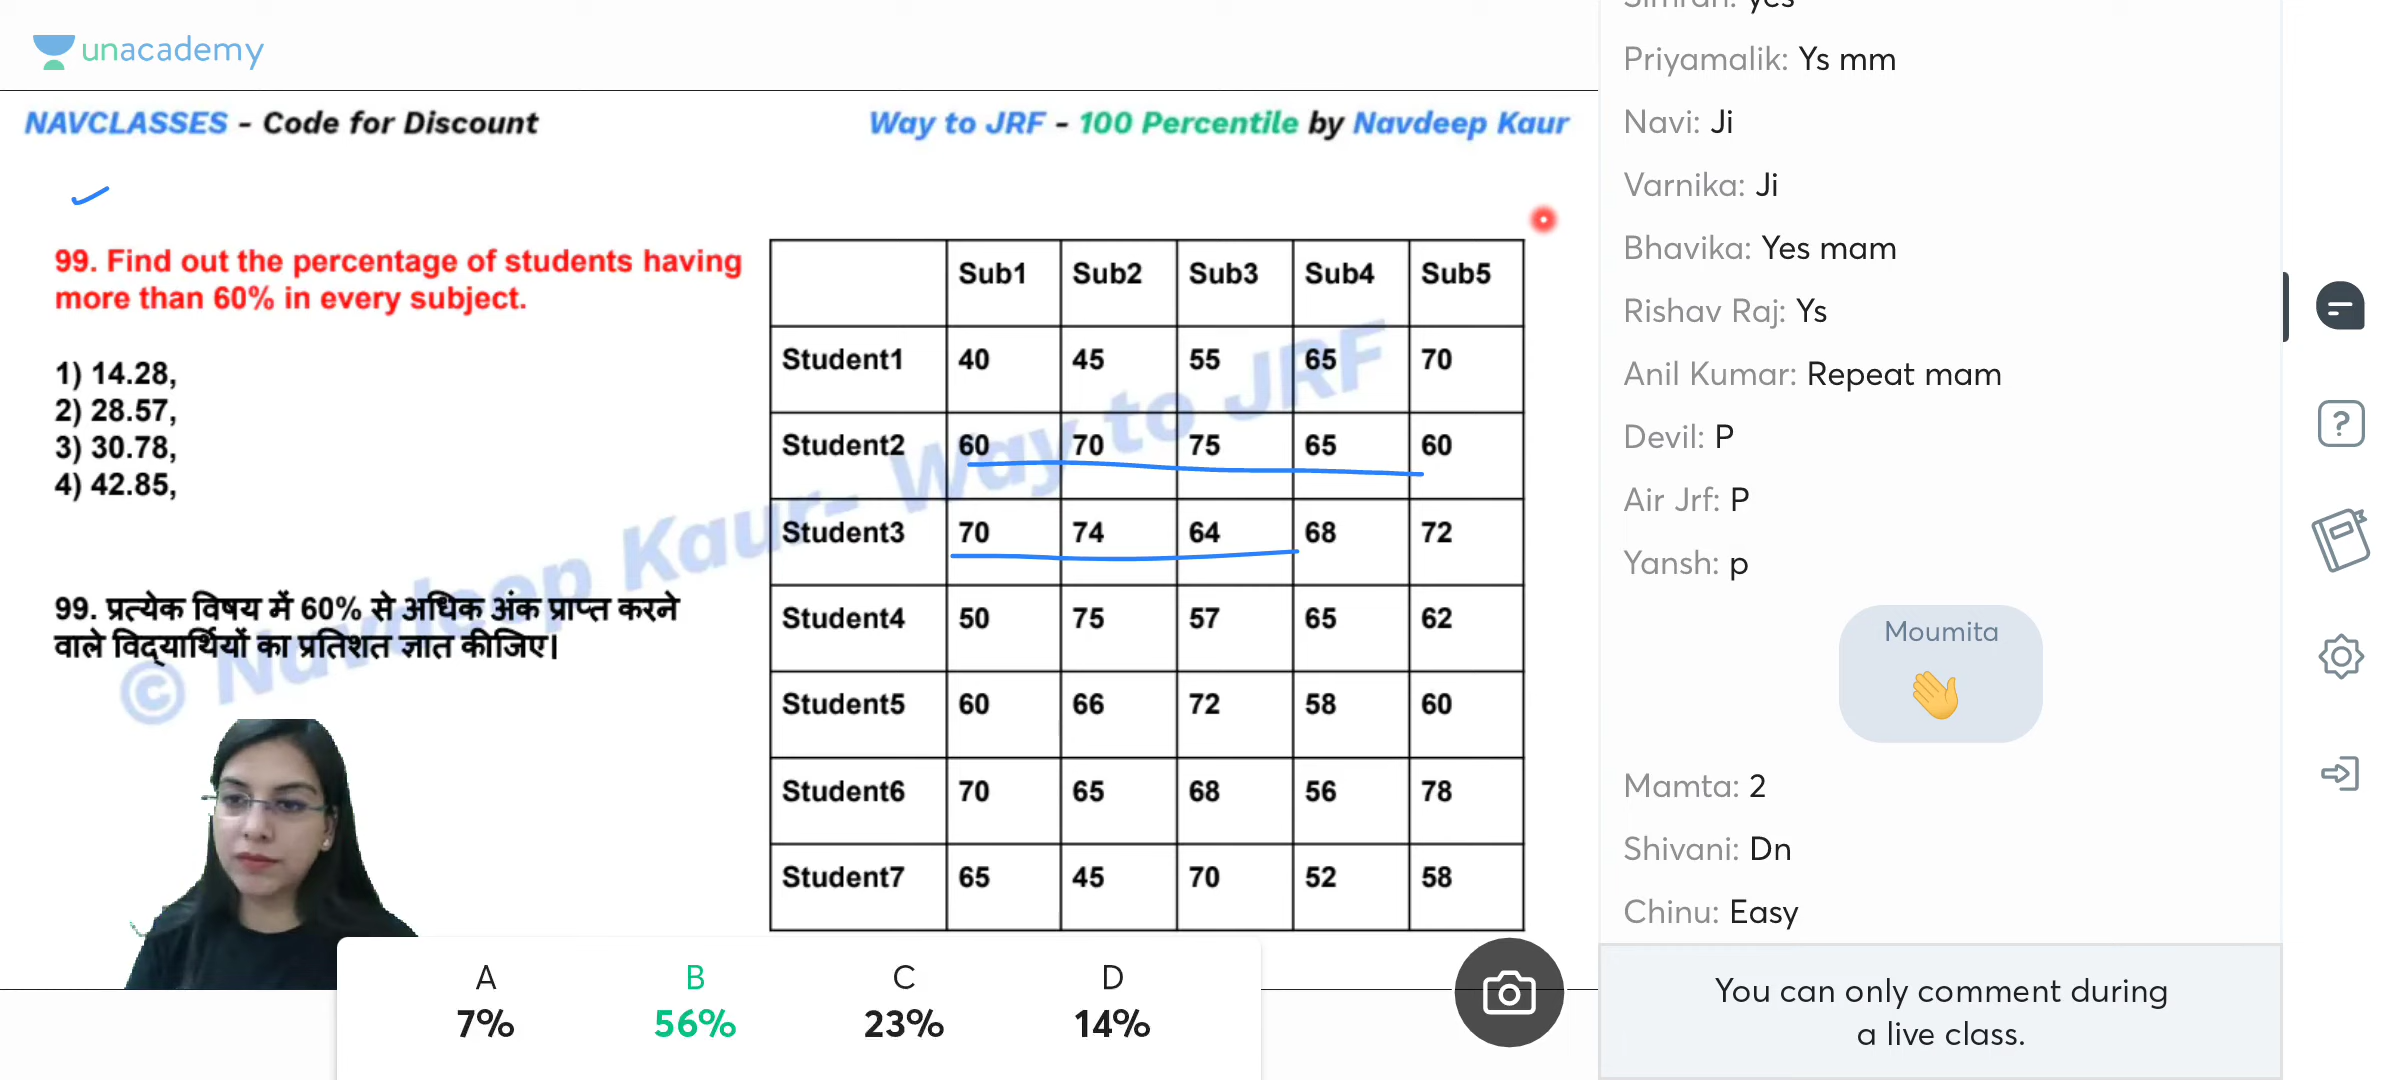 unacademy
NAVCLASSES - Code for Discount
Way to JRF - 100 Percentile by Navdeep Kaur
99. Find out the percentage of students having
more than 60% in every subject.
1) 14.28,
2) 28.57,
3) 30.78,
4) 42.85,
99. प्रत्येक विषय में 60% से अधिक अंक प्राप्त करने
वाले विद्यार्थियों का प्रतिशत ज्ञात कीजिए।
Sub1 Sub2 Sub3 Sub4 Sub5
Student1 40 45 55 65 70
Student2 60 70 75 65 60
Student3 70 74 64 68 72
Student4 50 75 57 65 62
Student5 60 66 72 58 60
Student6 70 65 68 56 78
Student7 65 45 70 52 58
© Navdeep Kaur- Way to JRF
A B C D
7% 56% 23% 14%
Simran: yes
Priyamalik: Ys mm
Navi: Ji
Varnika: Ji
Bhavika: Yes mam
Rishav Raj: Ys
Anil Kumar: Repeat mam
Devil: P
Air Jrf: P
Yansh: p
Moumita
👋
Mamta: 2
Shivani: Dn
Chinu: Easy
You can only comment during
a live class.